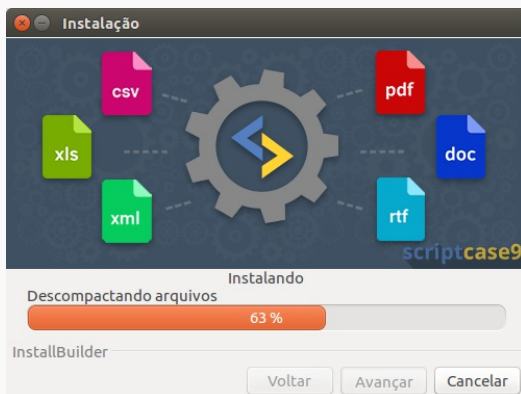 Instalação
csv
pdf
xls
doc
xml
rtf
scriptcase9
Instalando
Descompactando arquivos
63 %
InstallBuilder
Voltar
Avançar
Cancelar